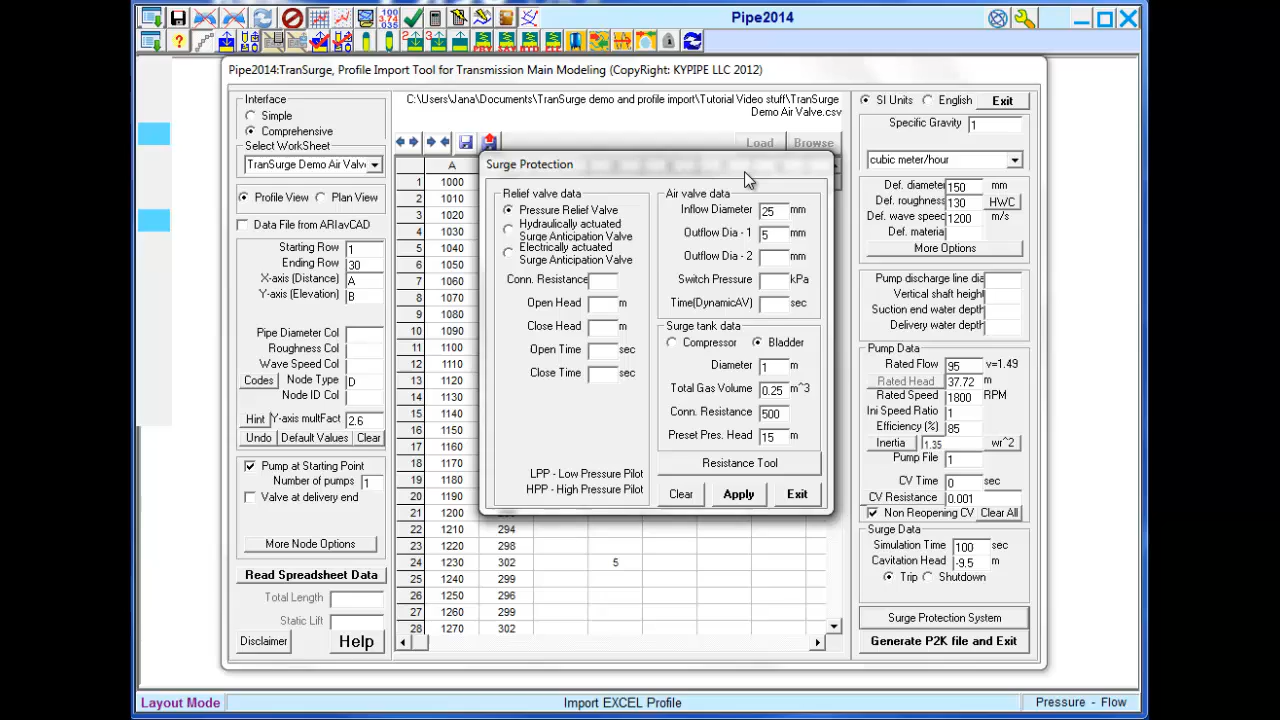 Pipe2014
100
3.74
.035
Pipe2014:TranSurge, Profile Import Tool for Transmission Main Modeling (CopyRight: KYPIPE LLC 2012)
Interface
Simple
Comprehensive
Select WorkSheet
TranSurge Demo Air Valv
Profile View
Plan View
Data File from ARIavCAD
Starting Row 1
Ending Row 30
X-axis (Distance) A
Y-axis (Elevation) B
Pipe Diameter Col
Roughness Col
Wave Speed Col
Codes Node Type D
Node ID Col
Hint Y-axis multFact 2.6
Undo Default Values Clear
Pump at Starting Point
Number of pumps 1
Valve at delivery end
More Node Options
Read Spreadsheet Data
Total Length
Static Lift
Disclaimer Help
C:\Users\Jana\Documents\TranSurge demo and profile import\Tutorial Video stuff\TranSurge
Demo Air Valve.csv
Load Browse
A
1 1000
2 1010
3 1020
4 1030
5 1040
6 1050
7 1060
8 1070
9 1080
10 1090
11 1100
12 1110
13 1120
14 1130
15 1140
16 1150
17 1160
18 1170
19 1180
20 1190
21 1200
22 1210 294
23 1220 298
24 1230 302 5
25 1240 299
26 1250 296
27 1260 299
28 1270 302
Surge Protection
Relief valve data
Pressure Relief Valve
Hydraulically actuated
Surge Anticipation Valve
Electrically actuated
Surge Anticipation Valve
Conn. Resistance
Open Head m
Close Head m
Open Time sec
Close Time sec
LPP - Low Pressure Pilot
HPP - High Pressure Pilot
Air valve data
Inflow Diameter 25 mm
Outflow Dia - 1 5 mm
Outflow Dia - 2 mm
Switch Pressure kPa
Time(DynamicAV) sec
Surge tank data
Compressor Bladder
Diameter 1 m
Total Gas Volume 0.25 m^3
Conn. Resistance 500
Preset Pres. Head 15 m
Resistance Tool
Clear Apply Exit
SI Units English Exit
Specific Gravity 1
cubic meter/hour
Def. diameter 150 mm
Def. roughness 130 HWC
Def. wave speed 1200 m/s
Def. material
More Options
Pump discharge line dia
Vertical shaft height
Suction end water depth
Delivery water depth
Pump Data
Rated Flow 95 v=1.49
Rated Head 37.72 m
Rated Speed 1800 RPM
Ini Speed Ratio 1
Efficiency (%) 85
Inertia 1.35 wr^2
Pump File 1
CV Time 0 sec
CV Resistance 0.001
Non Reopening CV Clear All
Surge Data
Simulation Time 100 sec
Cavitation Head -9.5 m
Trip Shutdown
Surge Protection System
Generate P2K file and Exit
Layout Mode
Import EXCEL Profile
Pressure - Flow